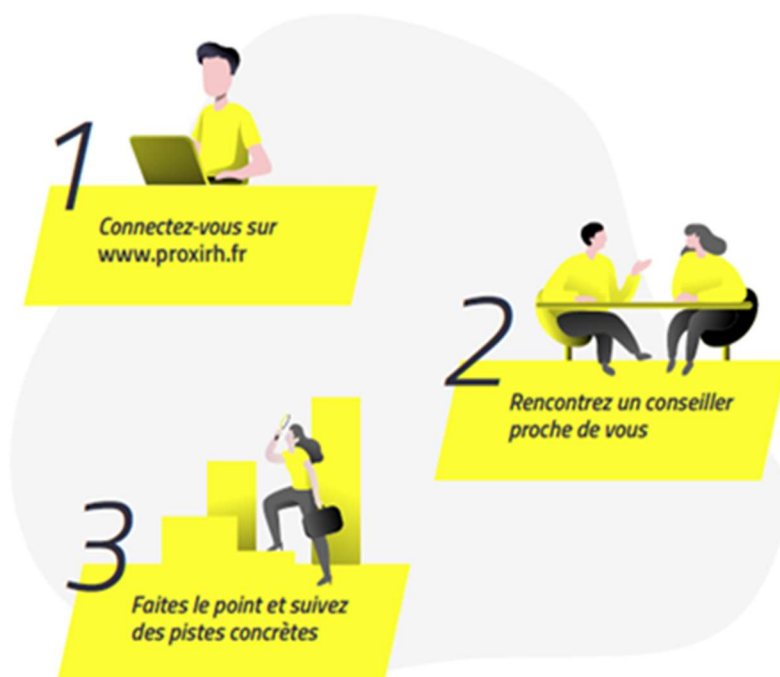 1
Connectez-vous sur
www.proxirh.fr
2
Rencontrez un conseiller
proche de vous
3
Faites le point et suivez
des pistes concrètes